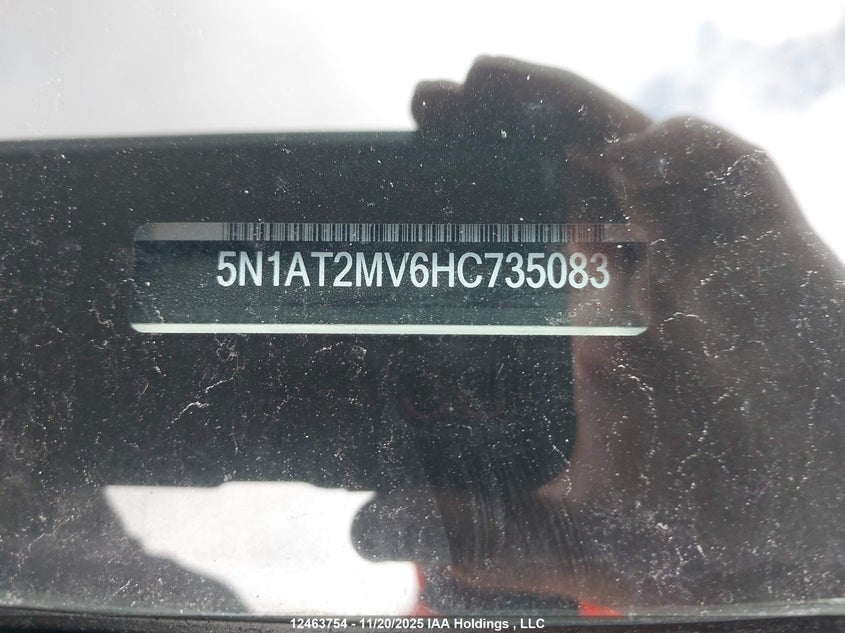 5N1AT2MV6HC735083
12463754 - 11/20/2025 IAA Holdings , LLC